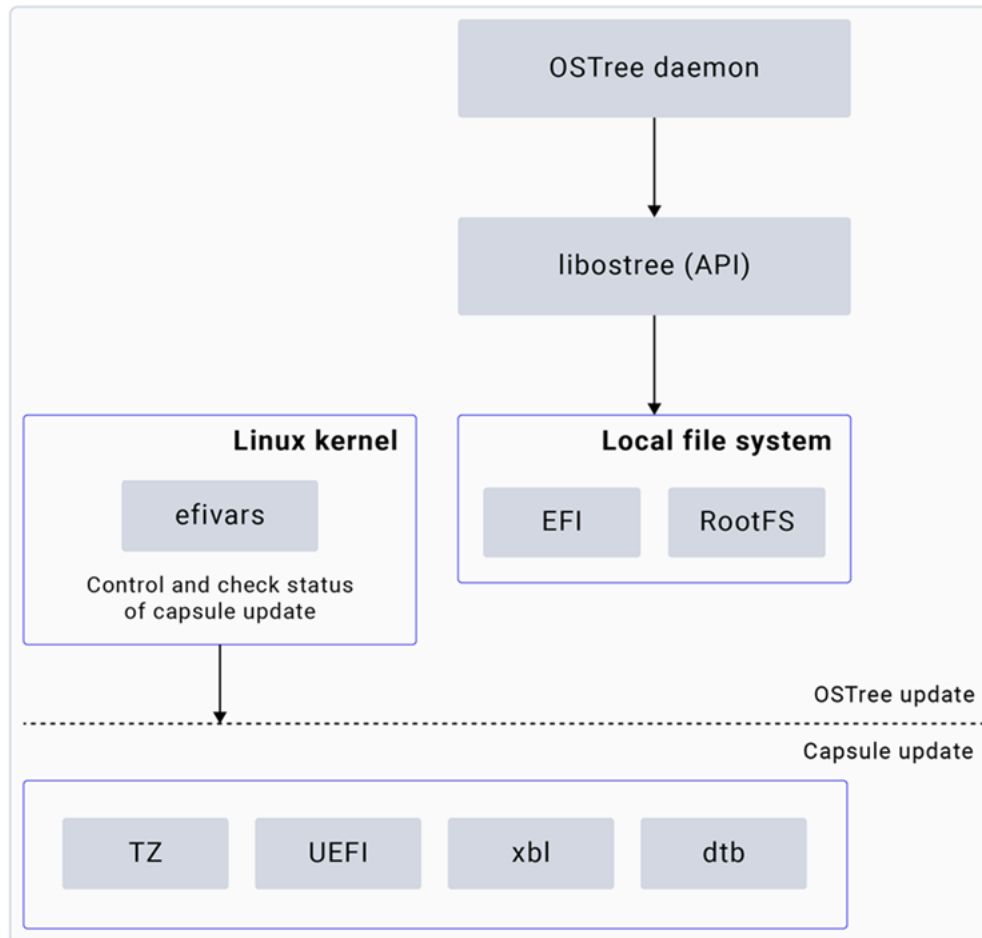 OSTree daemon
libostree (API)
Linux kernel
efivars
Control and check status
of capsule update
Local file system
EFI
RootFS
OSTree update
Capsule update
TZ
UEFI
xbl
dtb